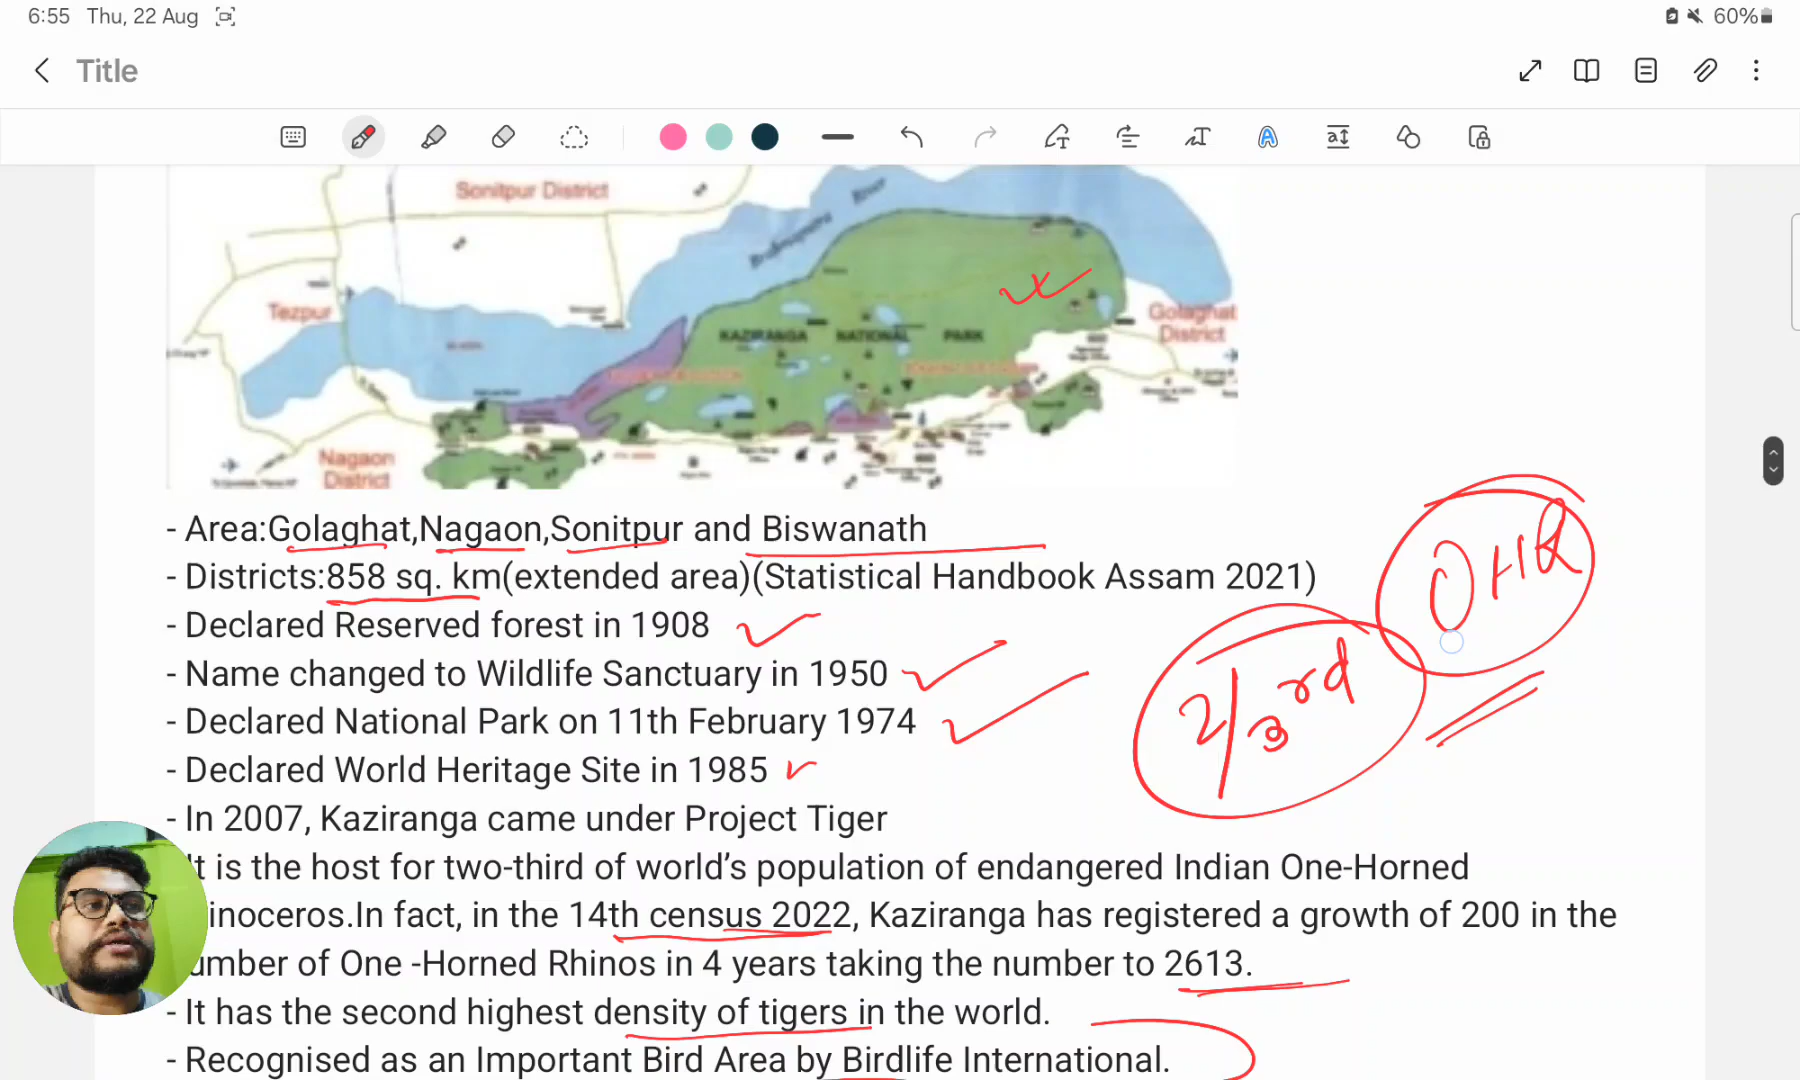 6:55 Thu, 22 Aug 60%
Title
Sonitpur District
Brahmaputra River
Tezpur
Golaghat
District
KAZIRANGA NATIONAL PARK
Nagaon
District
- Area:Golaghat,Nagaon,Sonitpur and Biswanath
- Districts:858 sq. km(extended area)(Statistical Handbook Assam 2021)
- Declared Reserved forest in 1908
- Name changed to Wildlife Sanctuary in 1950
- Declared National Park on 11th February 1974
- Declared World Heritage Site in 1985
OHR
2/3rd
- In 2007, Kaziranga came under Project Tiger
It is the host for two-third of world’s population of endangered Indian One-Horned
inoceros.In fact, in the 14th census 2022, Kaziranga has registered a growth of 200 in the
umber of One -Horned Rhinos in 4 years taking the number to 2613.
- It has the second highest density of tigers in the world.
- Recognised as an Important Bird Area by Birdlife International.